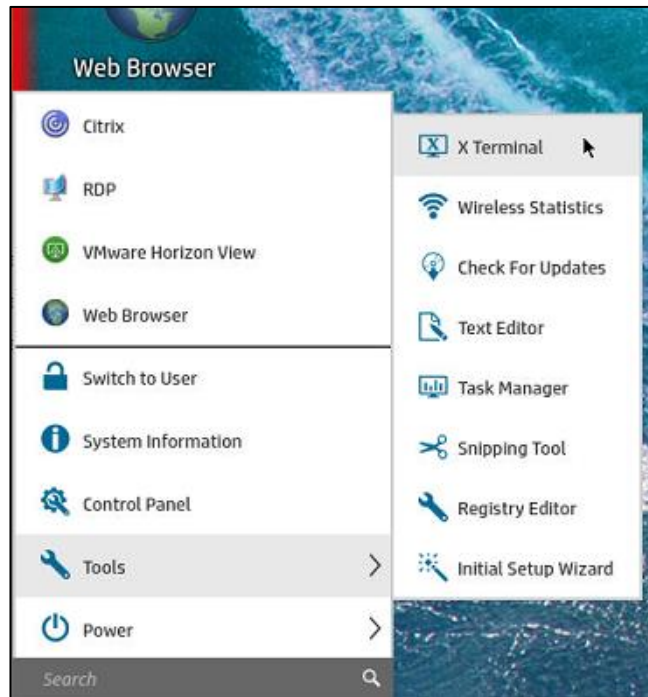 Web Browser
Citrix
RDP
VMware Horizon View
Web Browser
Switch to User
System Information
Control Panel
Tools
Power
Search
X Terminal
Wireless Statistics
Check For Updates
Text Editor
Task Manager
Snipping Tool
Registry Editor
Initial Setup Wizard